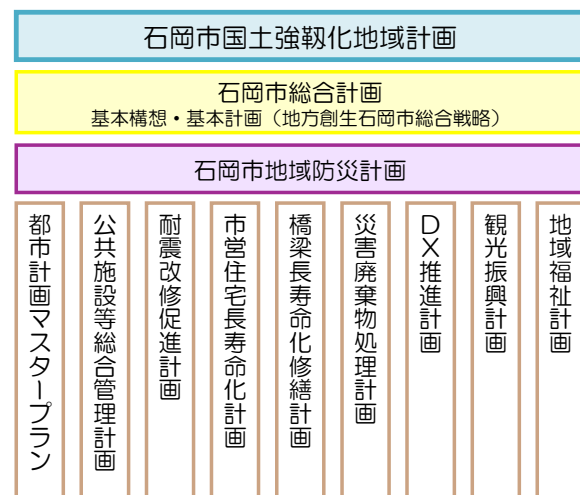 石岡市国土強靱化地域計画
石岡市総合計画
基本構想・基本計画（地方創生石岡市総合戦略）
石岡市地域防災計画
都市計画マスタープラン
公共施設等総合管理計画
耐震改修促進計画
市営住宅長寿命化計画
橋梁長寿命化修繕計画
災害廃棄物処理計画
ＤＸ推進計画
観光振興計画
地域福祉計画